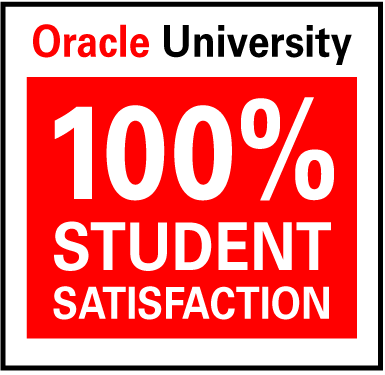 Oracle University
100%
STUDENT
SATISFACTION